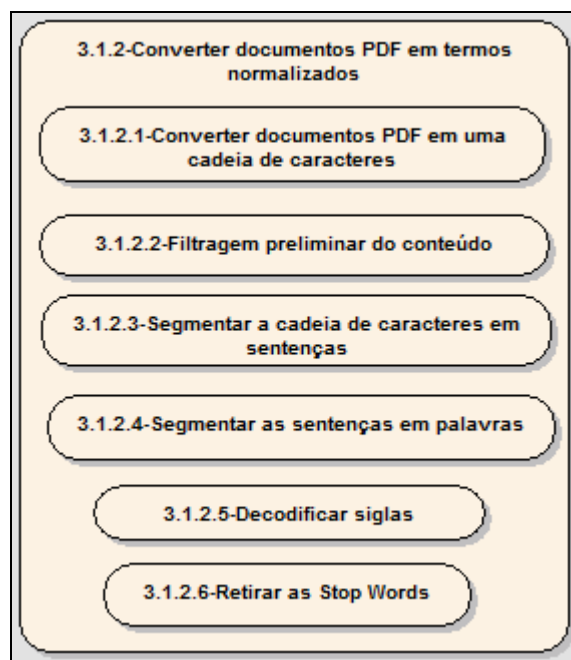 3.1.2-Converter documentos PDF em termos
normalizados
3.1.2.1-Converter documentos PDF em uma
cadeia de caracteres
3.1.2.2-Filtragem preliminar do conteúdo
3.1.2.3-Segmentar a cadeia de caracteres em
sentenças
3.1.2.4-Segmentar as sentenças em palavras
3.1.2.5-Decodificar siglas
3.1.2.6-Retirar as Stop Words